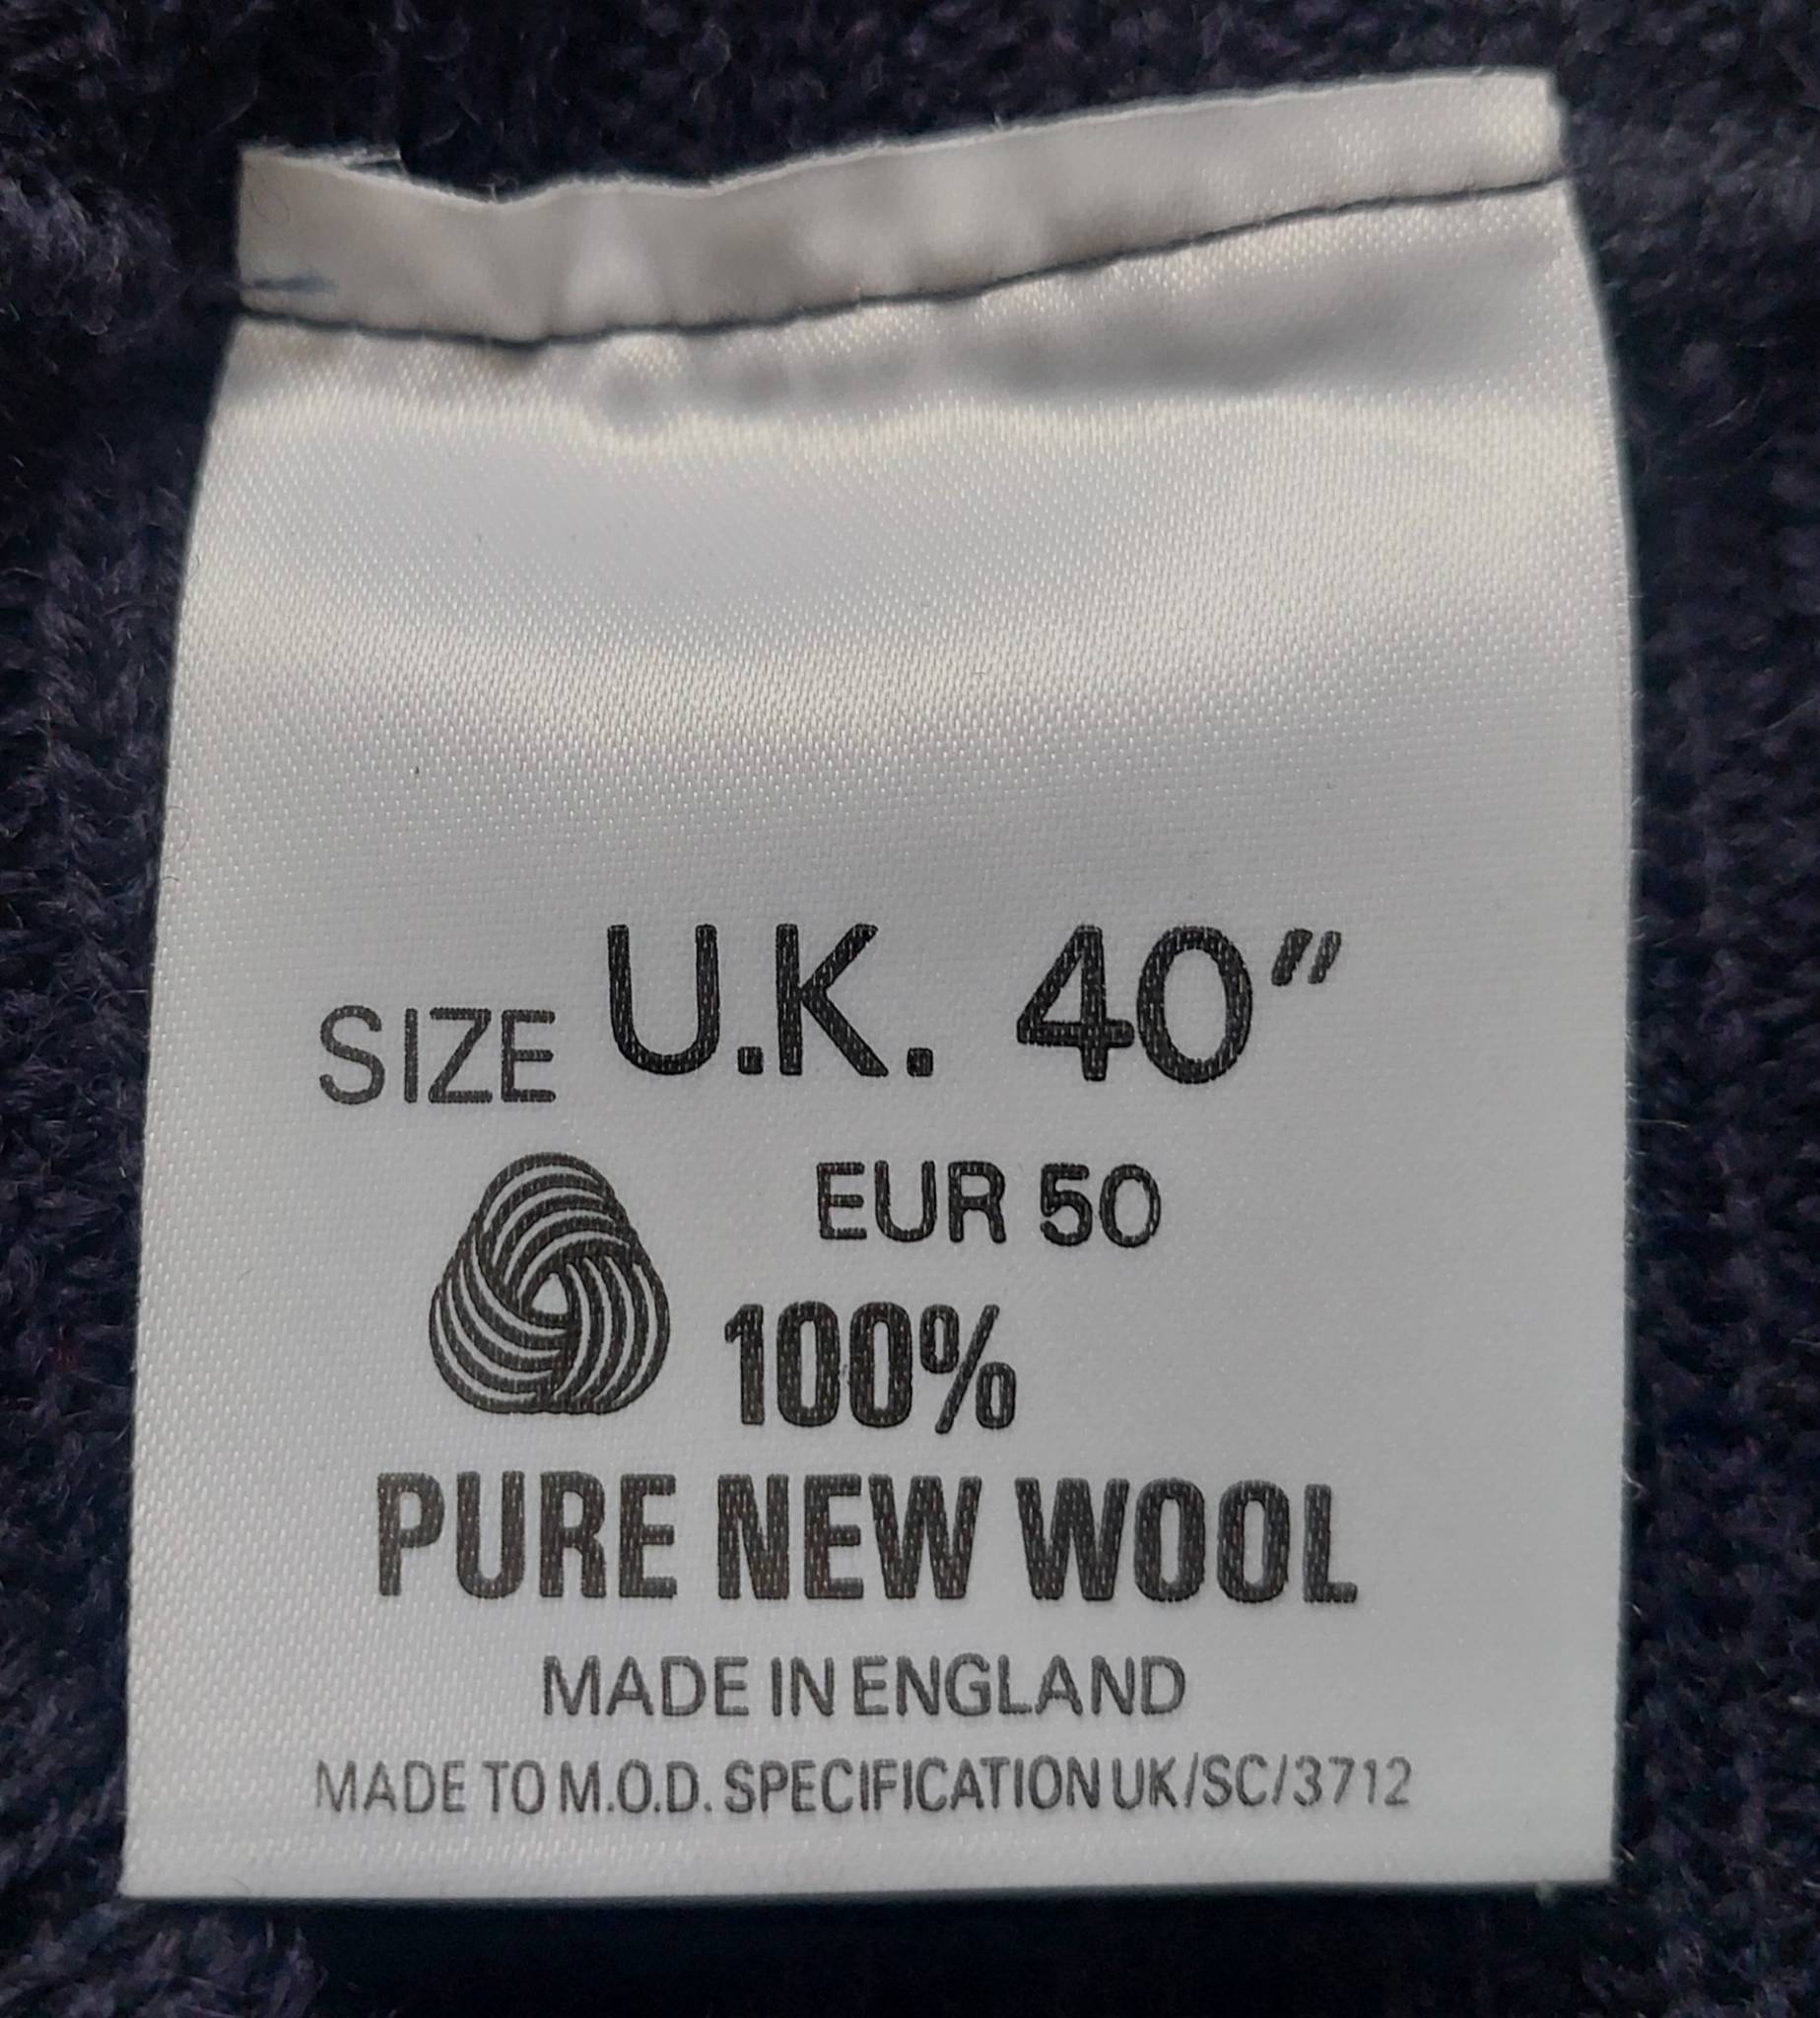 SIZE U.K. 40"
EUR 50
100%
PURE NEW WOOL
MADE IN ENGLAND
MADE TO M.O.D. SPECIFICATION UK/SC/3712